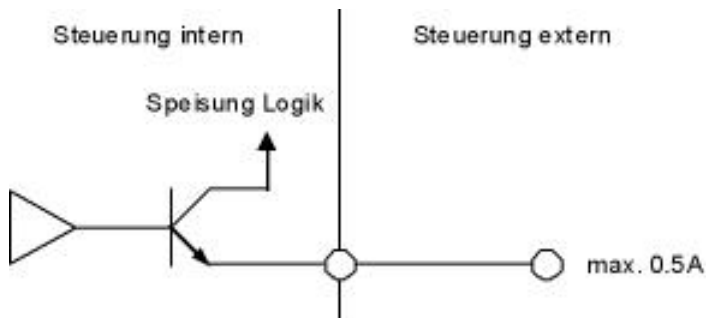 Steuerung intern
Steuerung extern
Speisung Logik
max. 0.5A